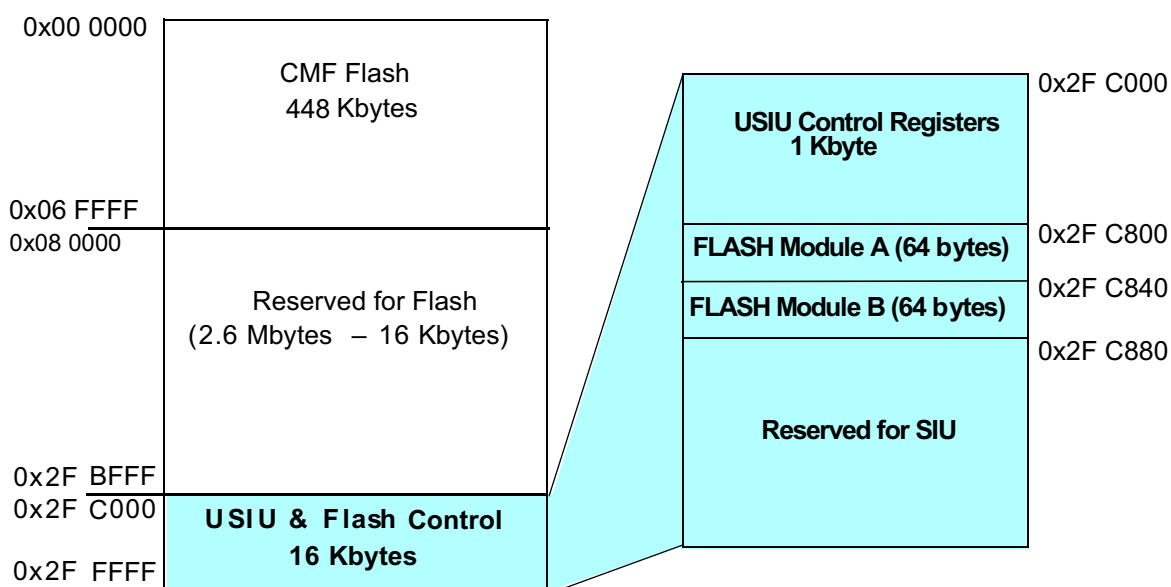 0x00 0000
CMF Flash
448 Kbytes
0x06 FFFF
0x08 0000
Reserved for Flash
(2.6 Mbytes – 16 Kbytes)
0x2F BFFF
0x2F C000
USIU & Flash Control
16 Kbytes
0x2F FFFF
0x2F C000
USIU Control Registers
1 Kbyte
0x2F C800
FLASH Module A (64 bytes)
0x2F C840
FLASH Module B (64 bytes)
0x2F C880
Reserved for SIU